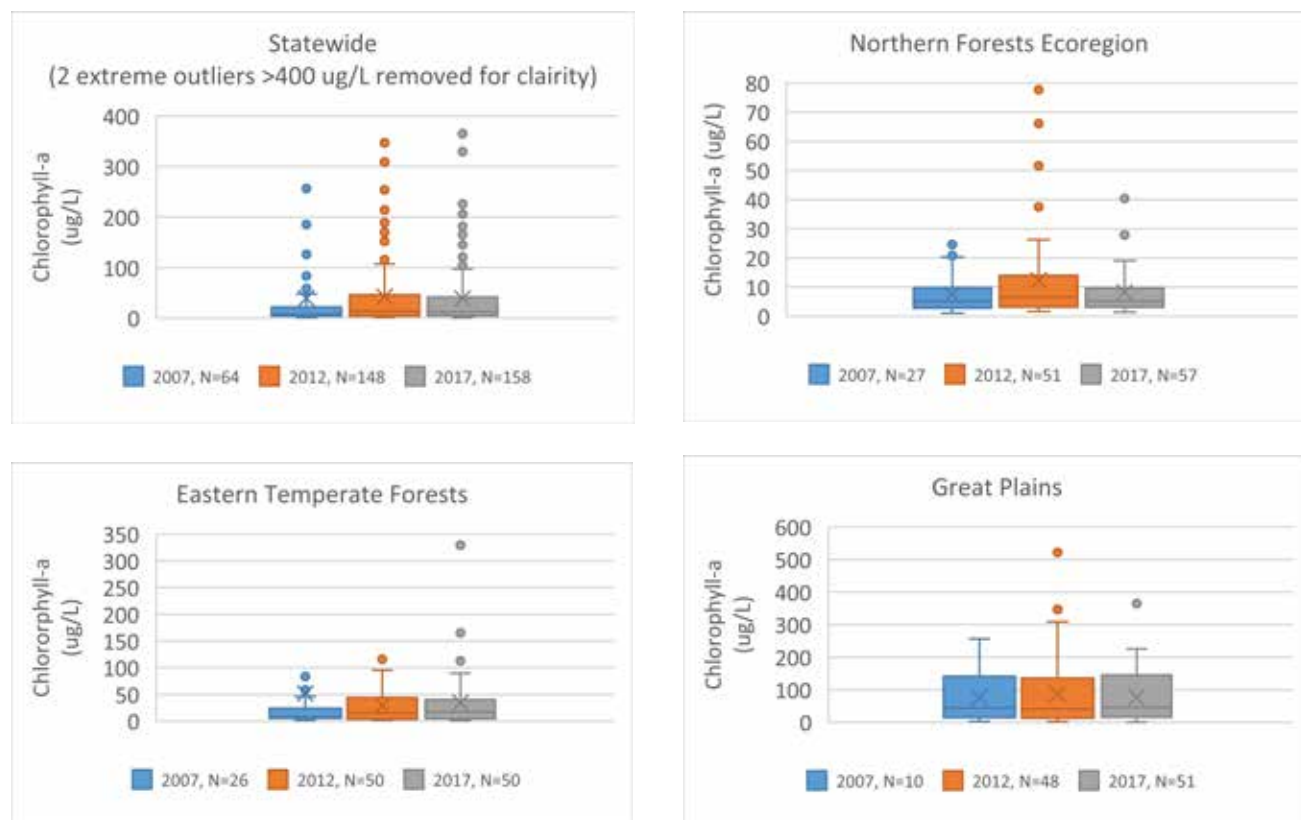 Statewide
(2 extreme outliers >400 ug/L removed for clairity)
Chlorophyll-a
(ug/L)
400
300
200
100
0
2007, N=64 2012, N=148 2017, N=158
Northern Forests Ecoregion
Chlorophyll-a (ug/L)
80
70
60
50
40
30
20
10
0
2007, N=27 2012, N=51 2017, N=57
Eastern Temperate Forests
Chlororphyll-a
(ug/L)
350
300
250
200
150
100
50
0
2007, N=26 2012, N=50 2017, N=50
Great Plains
Chlorophyll-a
(ug/L)
600
500
400
300
200
100
0
2007, N=10 2012, N=48 2017, N=51